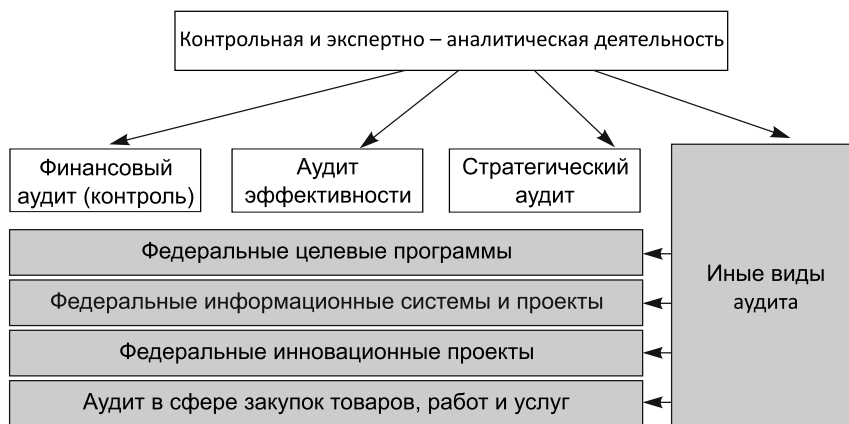 Контрольная и экспертно – аналитическая деятельность
Финансовый
аудит (контроль)
Аудит
эффективности
Стратегический
аудит
Иные виды
аудита
Федеральные целевые программы
Федеральные информационные системы и проекты
Федеральные инновационные проекты
Аудит в сфере закупок товаров, работ и услуг